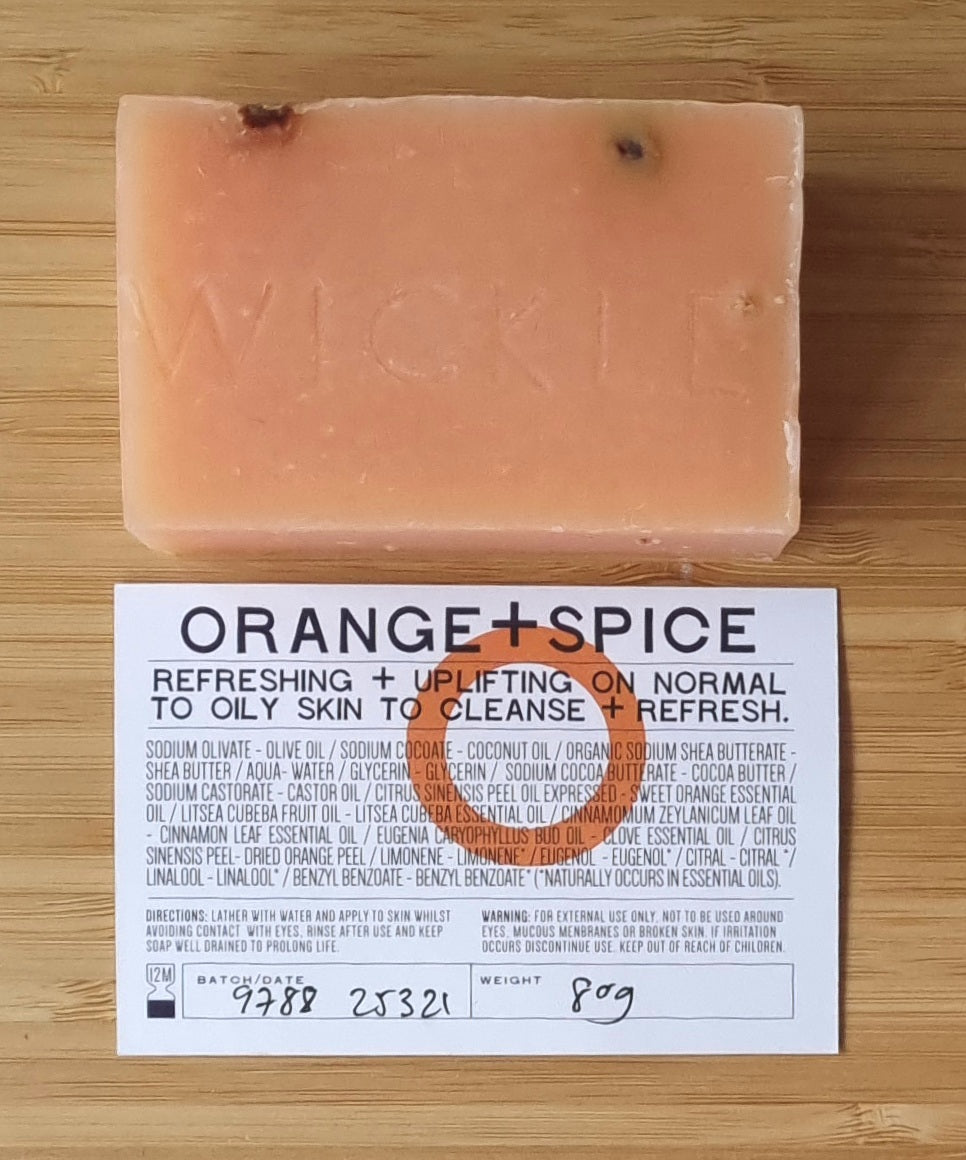 WICKLE
ORANGE+SPICE
REFRESHING + UPLIFTING ON NORMAL
TO OILY SKIN TO CLEANSE + REFRESH.
SODIUM OLIVATE - OLIVE OIL / SODIUM COCOATE - COCONUT OIL / ORGANIC SODIUM SHEA BUTTERATE -
SHEA BUTTER / AQUA- WATER / GLYCERIN - GLYCERIN / SODIUM COCOA BUTTERATE - COCOA BUTTER /
SODIUM CASTORATE - CASTOR OIL / CITRUS SINENSIS PEEL OIL EXPRESSED - SWEET ORANGE ESSENTIAL
OIL / LITSEA CUBEBA FRUIT OIL - LITSEA CUBEBA ESSENTIAL OIL / CINNAMOMIUM ZEYLANICUM LEAF OIL
- CINNAMON LEAF ESSENTIAL OIL / EUGENIA CARYOPHYLLUS BUD OIL - CLOVE ESSENTIAL OIL / CITRUS
SINENSIS PEEL- DRIED ORANGE PEEL / LIMONENE - LIMONENE* / EUGENOL - EUGENOL* / CITRAL - CITRAL */
LINALOOL - LINALOOL* / BENZYL BENZOATE - BENZYL BENZOATE* (*NATURALLY OCCURS IN ESSENTIAL OILS).
DIRECTIONS: LATHER WITH WATER AND APPLY TO SKIN WHILST
AVOIDING CONTACT WITH EYES, RINSE AFTER USE AND KEEP
SOAP WELL DRAINED TO PROLONG LIFE.
WARNING: FOR EXTERNAL USE ONLY, NOT TO BE USED AROUND
EYES, MUCOUS MENBRANES OR BROKEN SKIN. IF IRRITATION
OCCURS DISCONTINUE USE. KEEP OUT OF REACH OF CHILDREN.
12M
BATCH/DATE
9788 25321
WEIGHT
80g